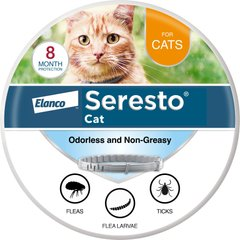 8
MONTH
PROTECTION
FOR
CATS
Elanco
Seresto®
Cat
Odorless and Non-Greasy
FLEAS
FLEA LARVAE
TICKS